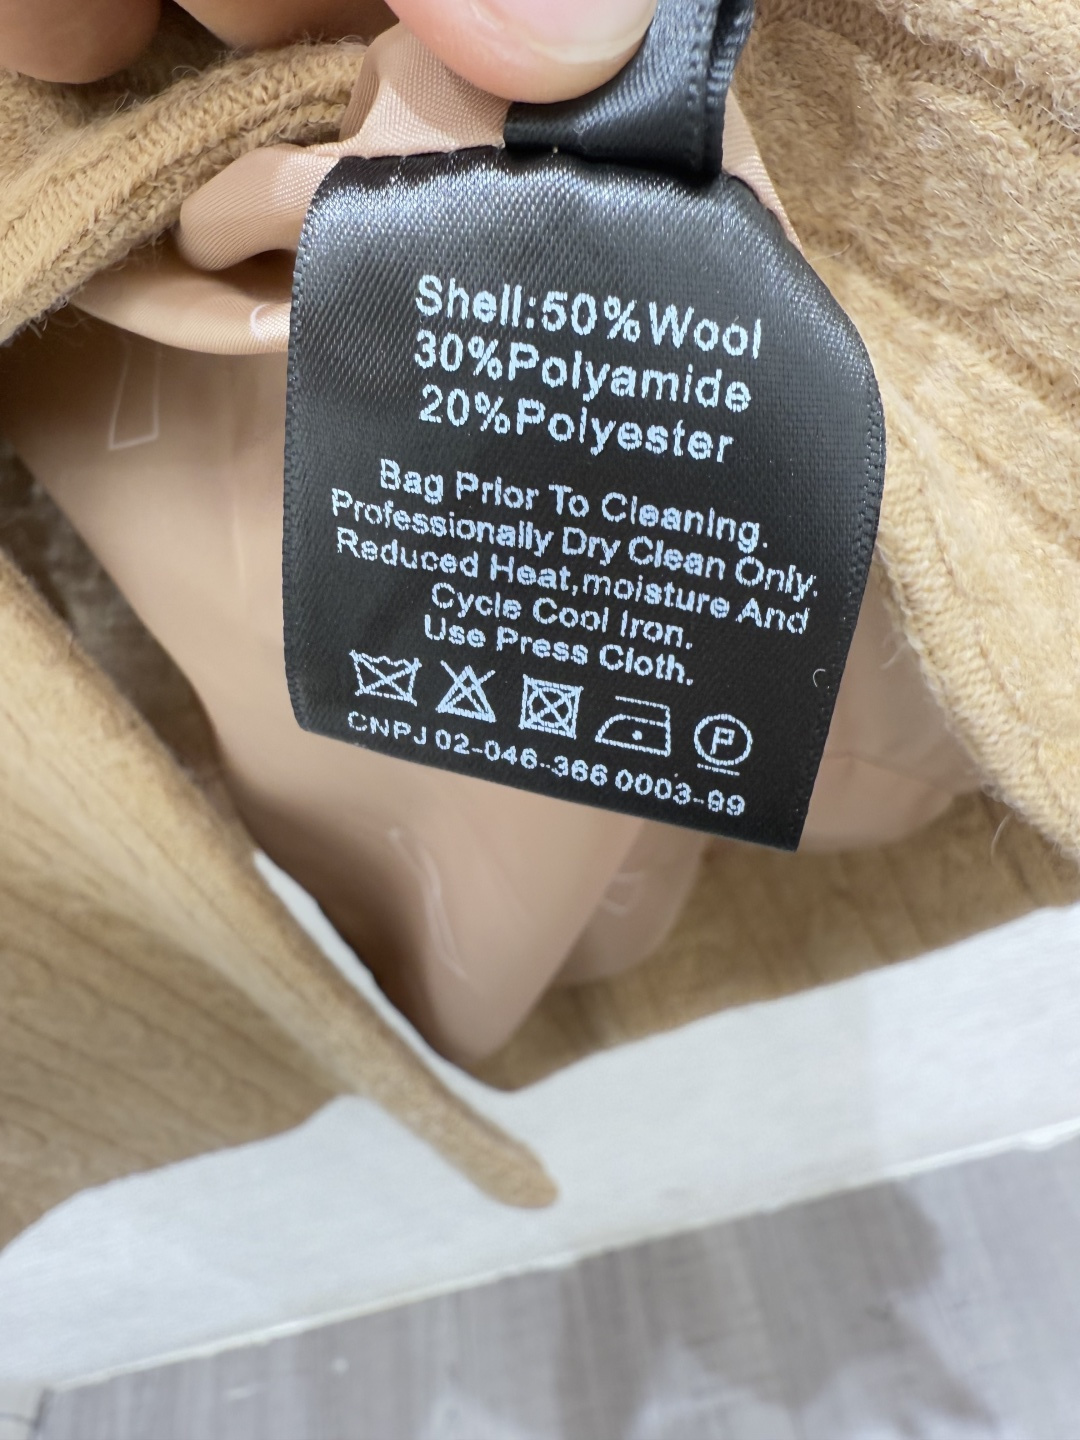 Shell:50%Wool
30%Polyamide
20%Polyester
Bag Prior To Cleaning.
Professionally Dry Clean Only.
Reduced Heat,moisture And
Cycle Cool Iron.
Use Press Cloth.
P
CNPJ 02-046-366 0003-99